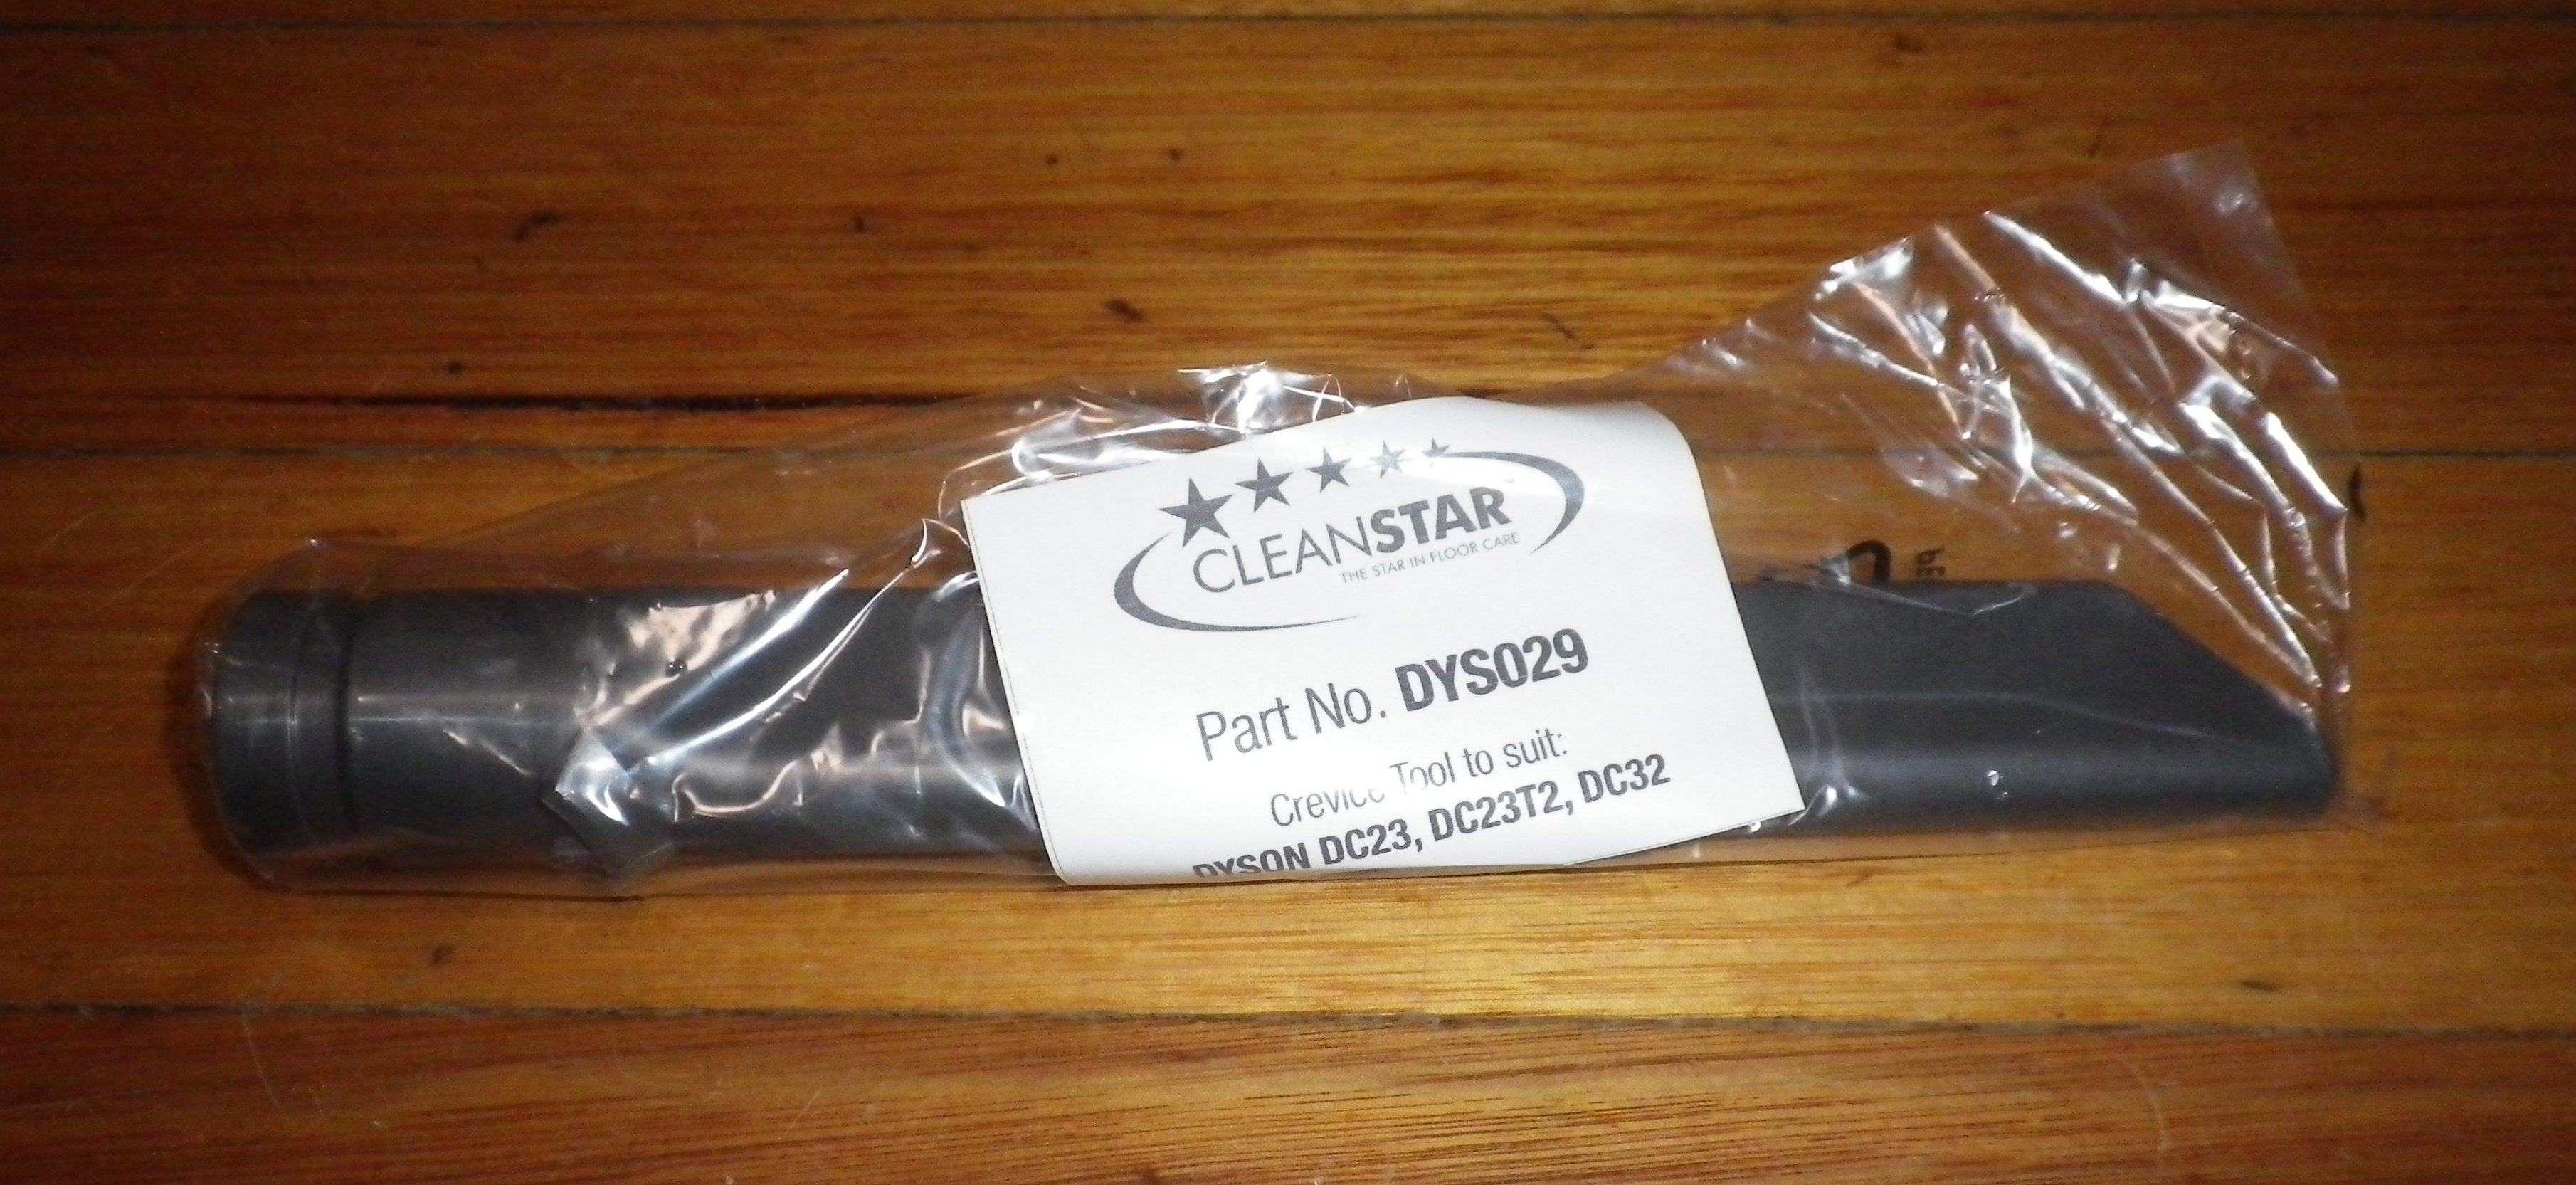 CLEANSTAR
THE STAR IN FLOOR CARE
Part No. DYS029
Crevice Tool to suit:
DYSON DC23, DC23T2, DC32